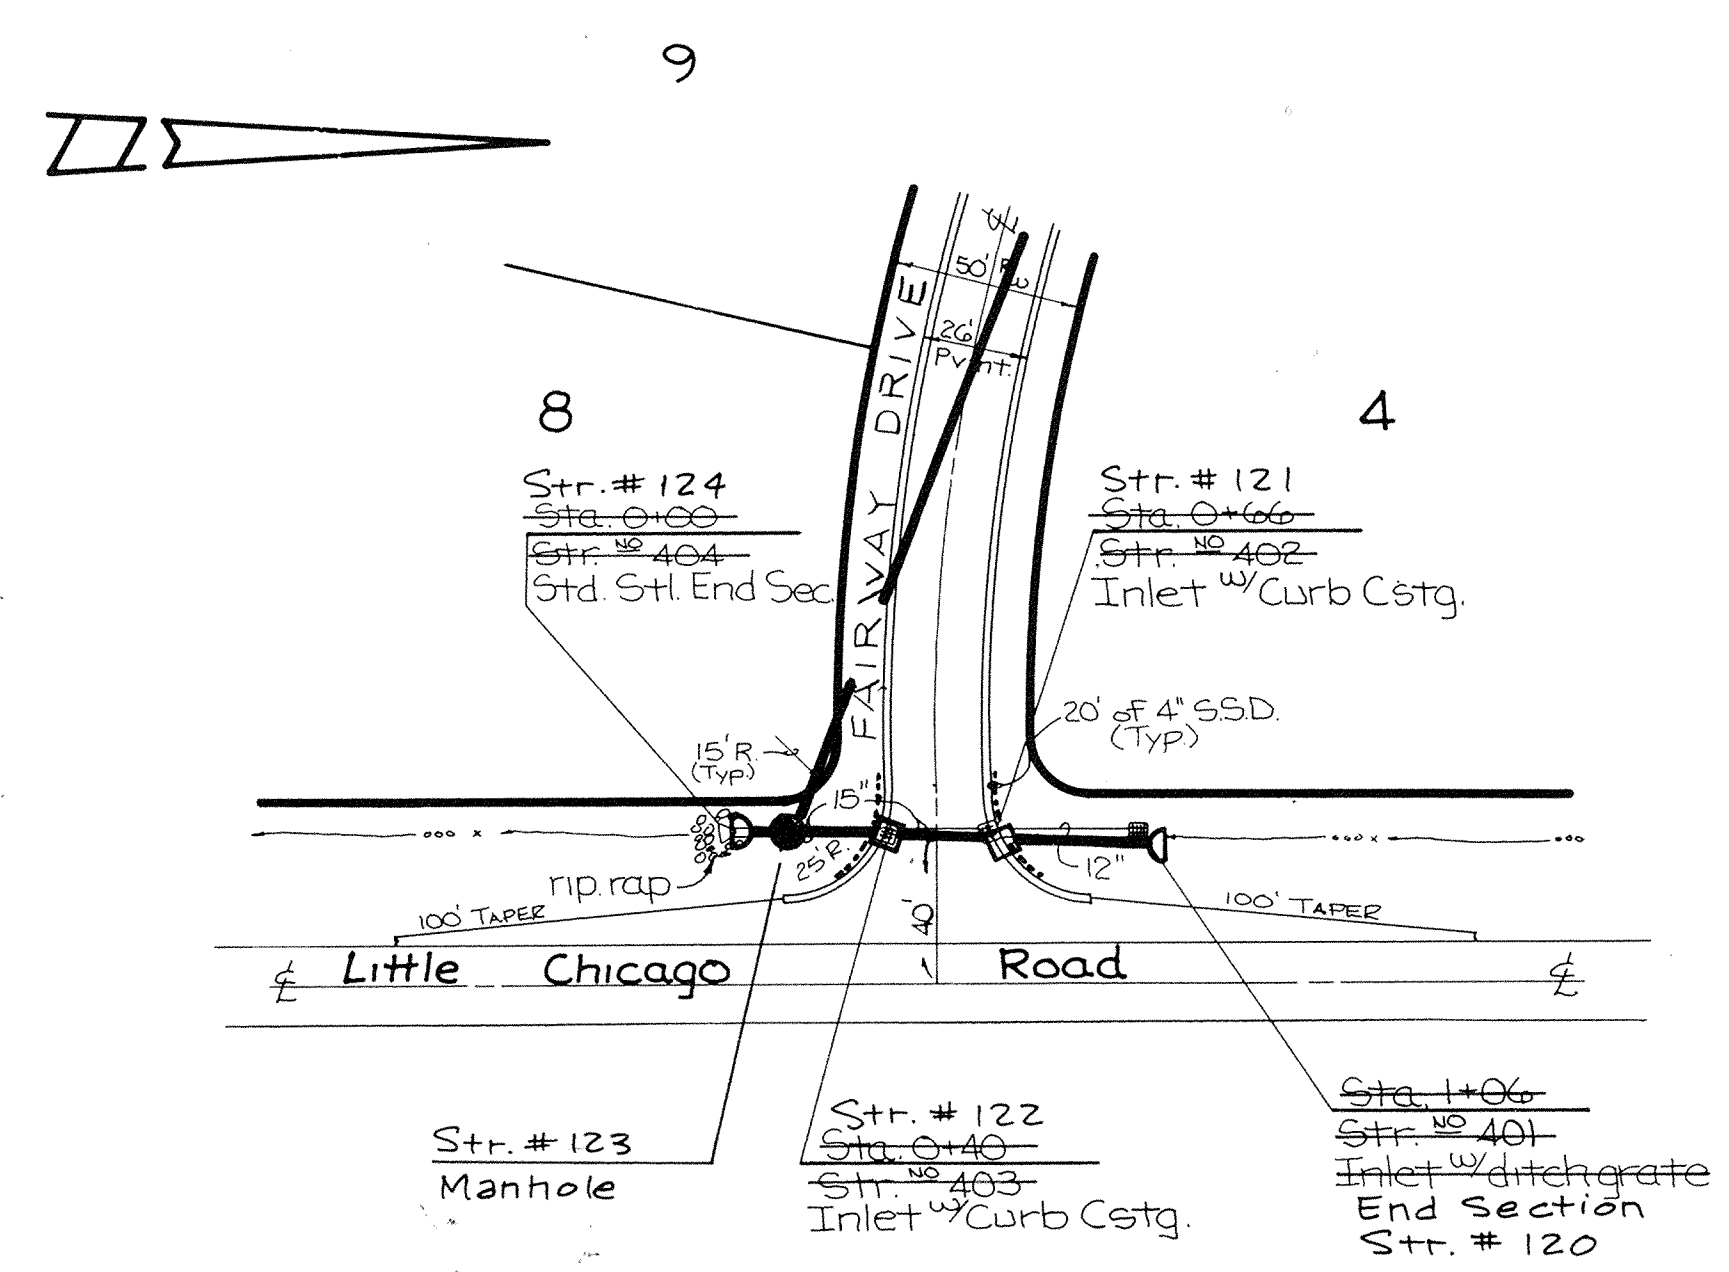 9
50' R/W
26'
Pvmnt.
FAIRWAY DRIVE
8
4
Str. # 124
Sta. 0+00
Str. NO 404
Std. Stl. End Sec.
Str. # 121
Sta. 0+66
Str. NO 402
Inlet w/ Curb Cstg.
20' of 4" S.S.D.
(Typ.)
15' R.
(Typ.)
15"
25' R.
12"
rip.rap
100' TAPER
100' TAPER
40'
℄ Little Chicago Road ℄
Str. # 123
Manhole
Str. # 122
Sta. 0+40
Str. NO 403
Inlet w/ Curb Cstg.
Sta. 1+06
Str. NO 401
Inlet w/ ditch grate
End Section
Str. # 120